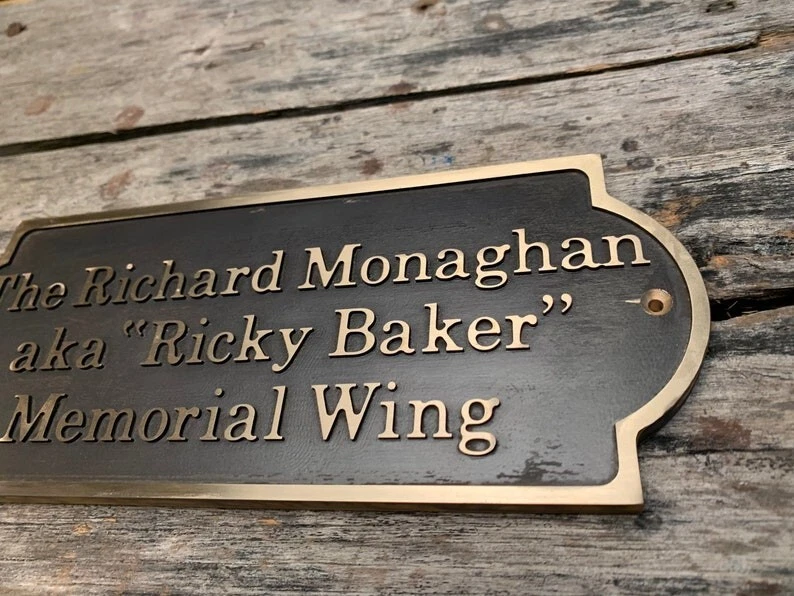 The Richard Monaghan
aka “Ricky Baker”
Memorial Wing